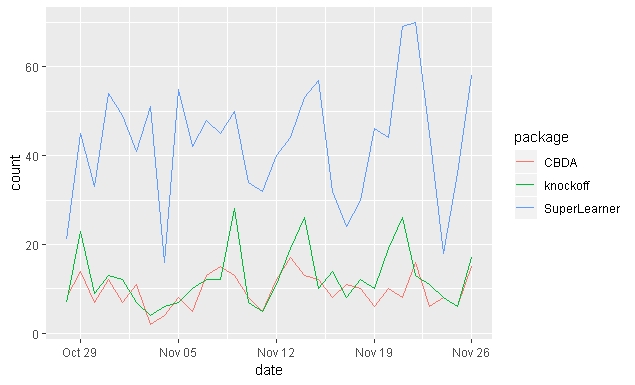 60
40
20
0
count
Oct 29 Nov 05 Nov 12 Nov 19 Nov 26
date
package
CBDA
knockoff
SuperLearner